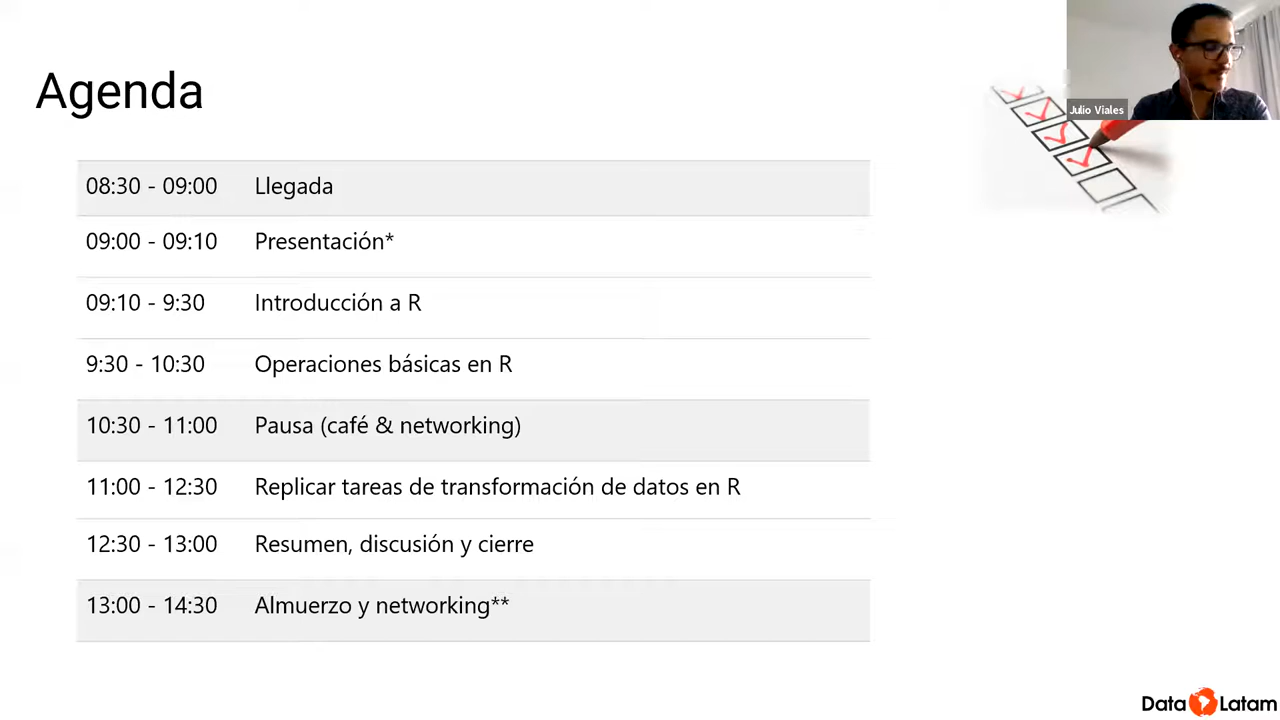 Agenda
Julio Viales
08:30 - 09:00 Llegada
09:00 - 09:10 Presentación*
09:10 - 9:30 Introducción a R
9:30 - 10:30 Operaciones básicas en R
10:30 - 11:00 Pausa (café & networking)
11:00 - 12:30 Replicar tareas de transformación de datos en R
12:30 - 13:00 Resumen, discusión y cierre
13:00 - 14:30 Almuerzo y networking**
Data Latam